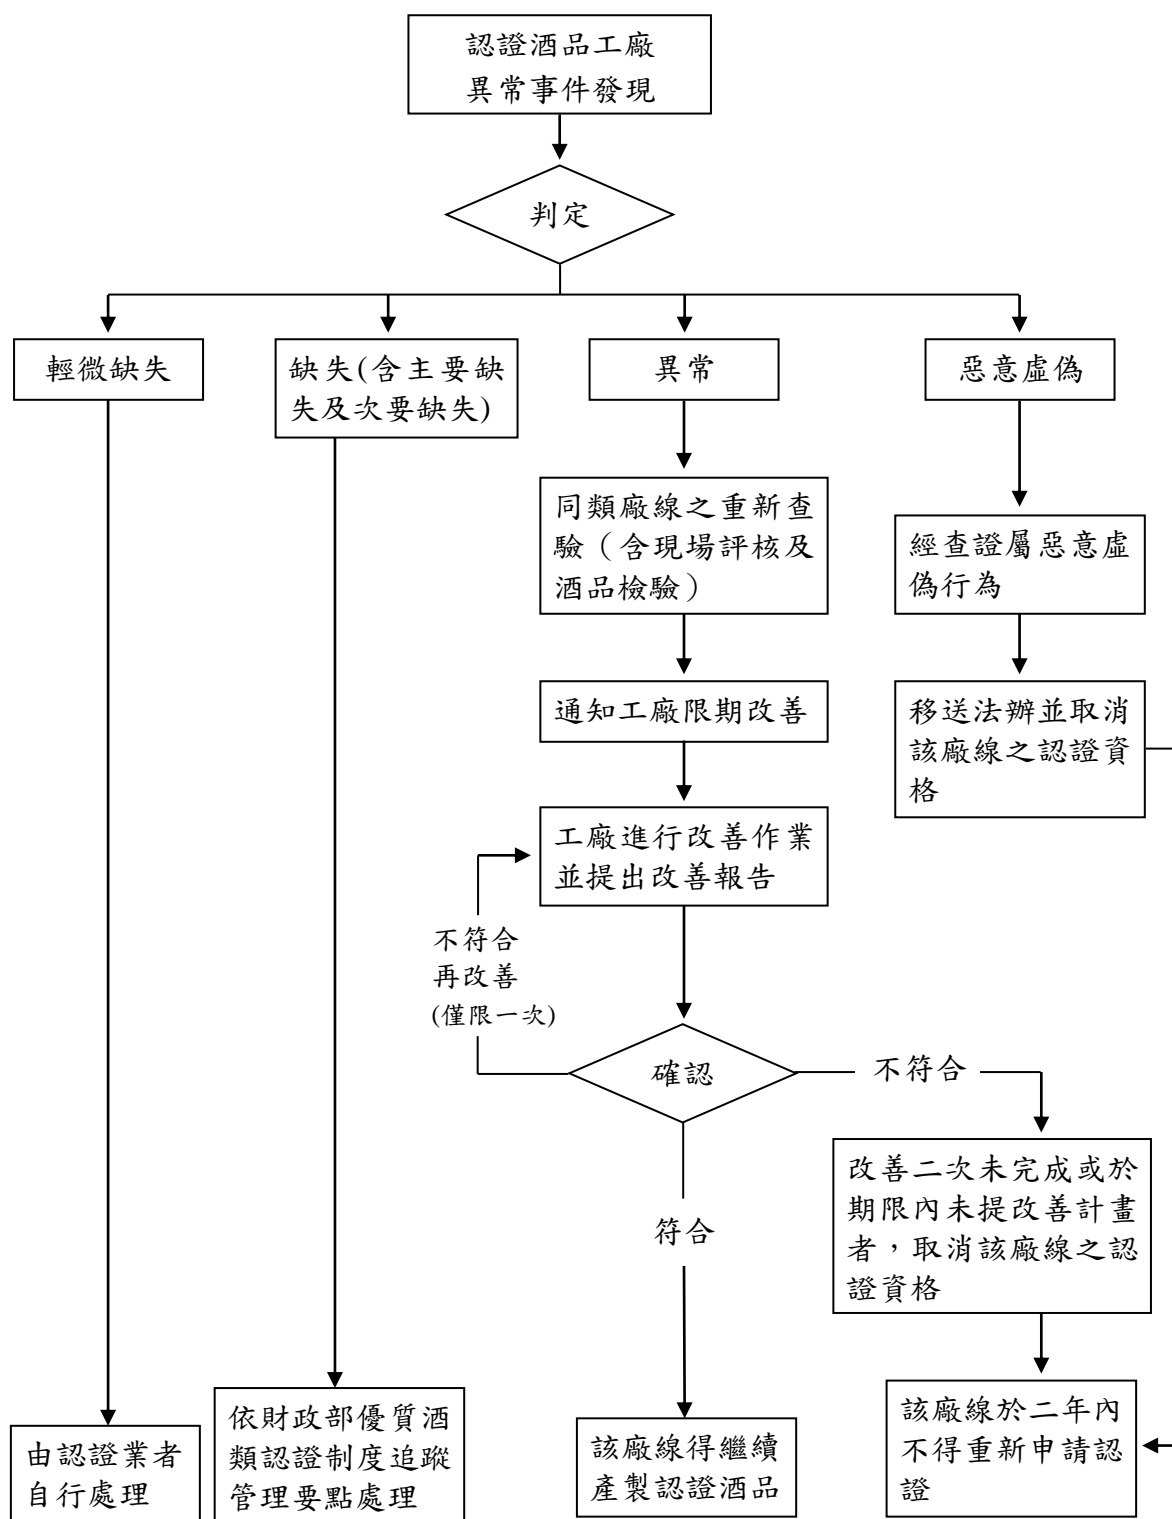 認證酒品工廠
異常事件發現
判定
輕微缺失
缺失(含主要缺
失及次要缺失)
異常
惡意虛偽
同類廠線之重新查
驗（含現場評核及
酒品檢驗）
經查證屬惡意虛
偽行為
通知工廠限期改善
移送法辦並取消
該廠線之認證資
格
工廠進行改善作業
並提出改善報告
不符合
再改善
(僅限一次)
確認
不符合
改善二次未完成或於
期限內未提改善計畫
者，取消該廠線之認
證資格
符合
由認證業者
自行處理
依財政部優質酒
類認證制度追蹤
管理要點處理
該廠線得繼續
產製認證酒品
該廠線於二年內
不得重新申請認
證